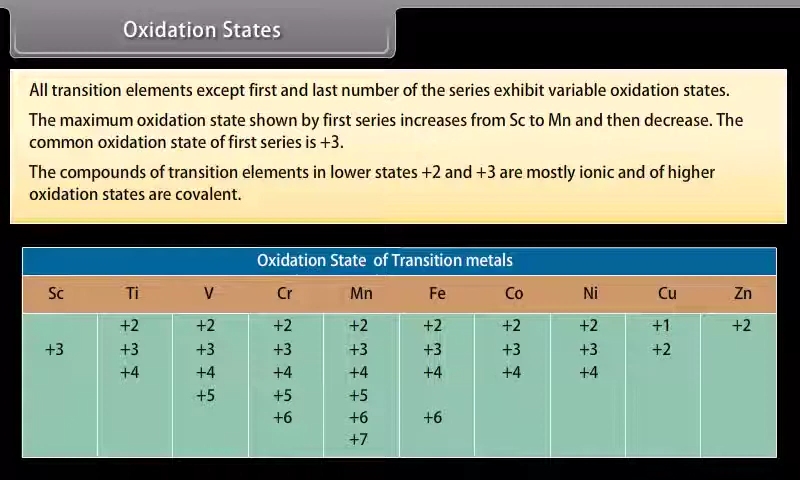 Oxidation States
All transition elements except first and last number of the series exhibit variable oxidation states.
The maximum oxidation state shown by first series increases from Sc to Mn and then decrease. The
common oxidation state of first series is +3.
The compounds of transition elements in lower states +2 and +3 are mostly ionic and of higher
oxidation states are covalent.
Oxidation State of Transition metals
Sc Ti V Cr Mn Fe Co Ni Cu Zn
+2 +2 +2 +2 +2 +2 +2 +1 +2
+3 +3 +3 +3 +3 +3 +3 +3 +2
+4 +4 +4 +4 +4 +4 +4
+5 +5 +5
+6 +6 +6
+7